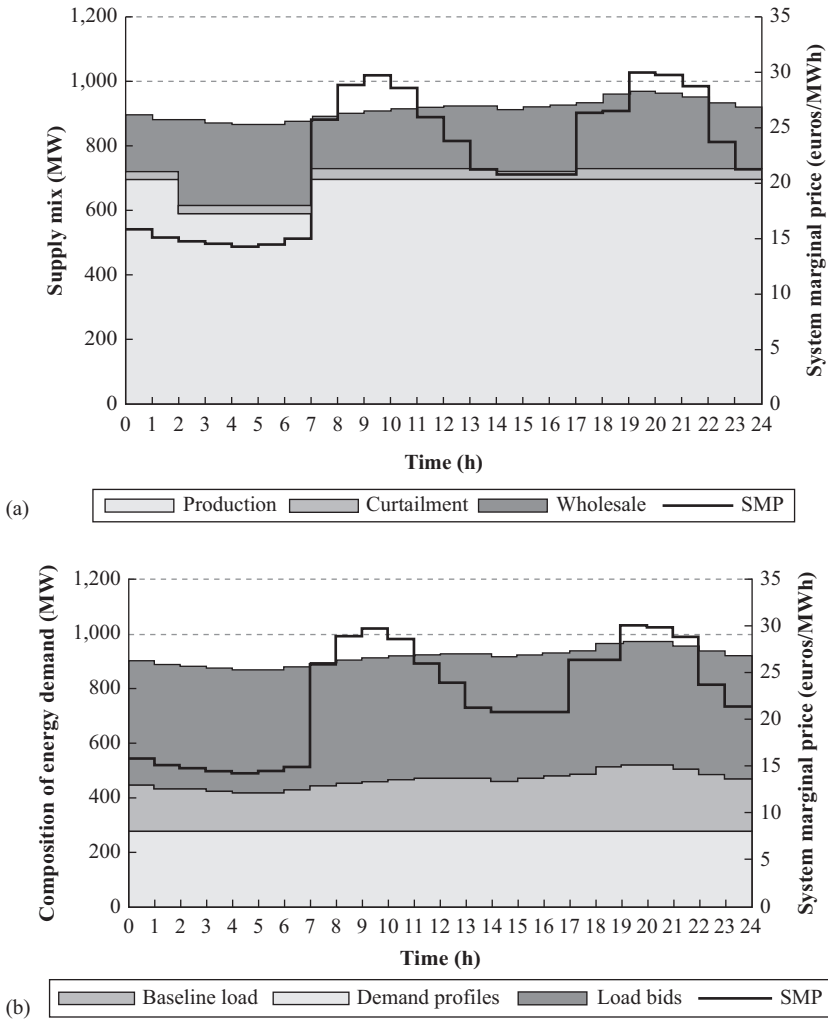 1,200
1,000
800
600
400
200
0
Supply mix (MW)
35
30
25
20
15
10
5
0
System marginal price (euros/MWh)
0 1 2 3 4 5 6 7 8 9 10 11 12 13 14 15 16 17 18 19 20 21 22 23 24
Time (h)
(a)
Production Curtailment Wholesale SMP
1,200
1,000
800
600
400
200
0
Composition of energy demand (MW)
35
30
25
20
15
10
5
0
System marginal price (euros/MWh)
0 1 2 3 4 5 6 7 8 9 10 11 12 13 14 15 16 17 18 19 20 21 22 23 24
Time (h)
(b)
Baseline load Demand profiles Load bids SMP